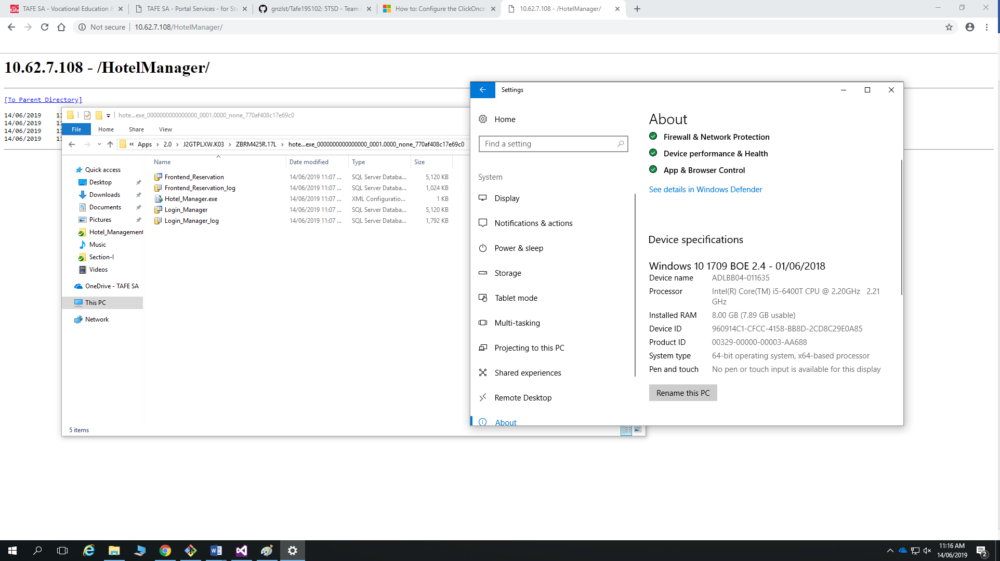 TAFE SA - Vocational Education &
TAFE SA - Portal Services - for Sta
gnzlst/Tafe19S102: 5TSD - Team
How to: Configure the ClickOnce
10.62.7.108 - /HotelManager/
Not secure
10.62.7.108/HotelManager/
10.62.7.108 - /HotelManager/
[To Parent Directory]
14/06/2019 11
14/06/2019 11
14/06/2019 11
14/06/2019 11
hote...exe_0000000000000000_0001.0000_none_770af408c17e69c0
File Home Share View
« Apps 2.0 J2GTPLXW.K03 ZBRM425R.17L hote...exe_0000000000000000_0001.0000_none_770af408c17e69c0
Name Date modified Type Size
Frontend_Reservation 14/06/2019 11:07 ... SQL Server Databa... 5,120 KB
Frontend_Reservation_log 14/06/2019 11:07 ... SQL Server Databa... 1,024 KB
Hotel_Manager.exe 14/06/2019 11:07 ... XML Configuratio... 1 KB
Login_Manager 14/06/2019 11:07 ... SQL Server Databa... 5,120 KB
Login_Manager_log 14/06/2019 11:07 ... SQL Server Databa... 1,792 KB
Quick access
Desktop
Downloads
Documents
Pictures
Hotel_Management
Music
Section-I
Videos
OneDrive - TAFE SA
This PC
Network
5 items
Settings
Home
Find a setting
System
Display
Notifications & actions
Power & sleep
Storage
Tablet mode
Multi-tasking
Projecting to this PC
Shared experiences
Remote Desktop
About
About
Firewall & Network Protection
Device performance & Health
App & Browser Control
See details in Windows Defender
Device specifications
Windows 10 1709 BOE 2.4 - 01/06/2018
Device name ADLBB04-011635
Processor Intel(R) Core(TM) i5-6400T CPU @ 2.20GHz 2.21
GHz
Installed RAM 8.00 GB (7.89 GB usable)
Device ID 960914C1-CFCC-4158-BB8D-2CD8C29E0A85
Product ID 00329-00000-00003-AA688
System type 64-bit operating system, x64-based processor
Pen and touch No pen or touch input is available for this display
Rename this PC
11:16 AM
14/06/2019
2